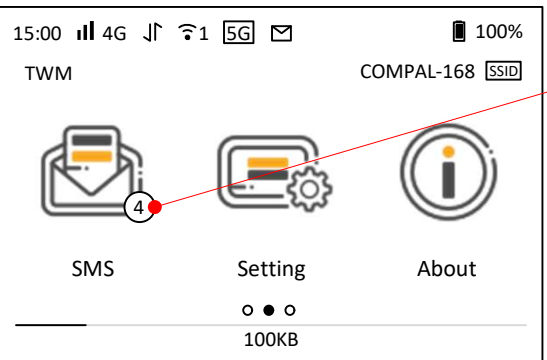 15:00 4G 1 5G 100%
TWM COMPAL-168 SSID
4
SMS Setting About
100KB